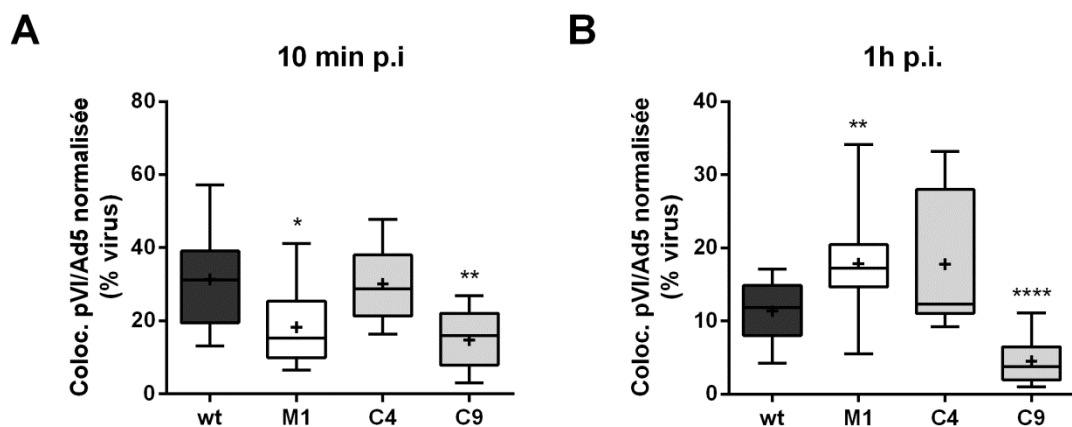 A
10 min p.i
Coloc. pVI/Ad5 normalisée
(% virus)
80
60
40
20
0
*
**
wt M1 C4 C9
B
1h p.i.
Coloc. pVI/Ad5 normalisée
(% virus)
40
30
20
10
0
**
****
wt M1 C4 C9